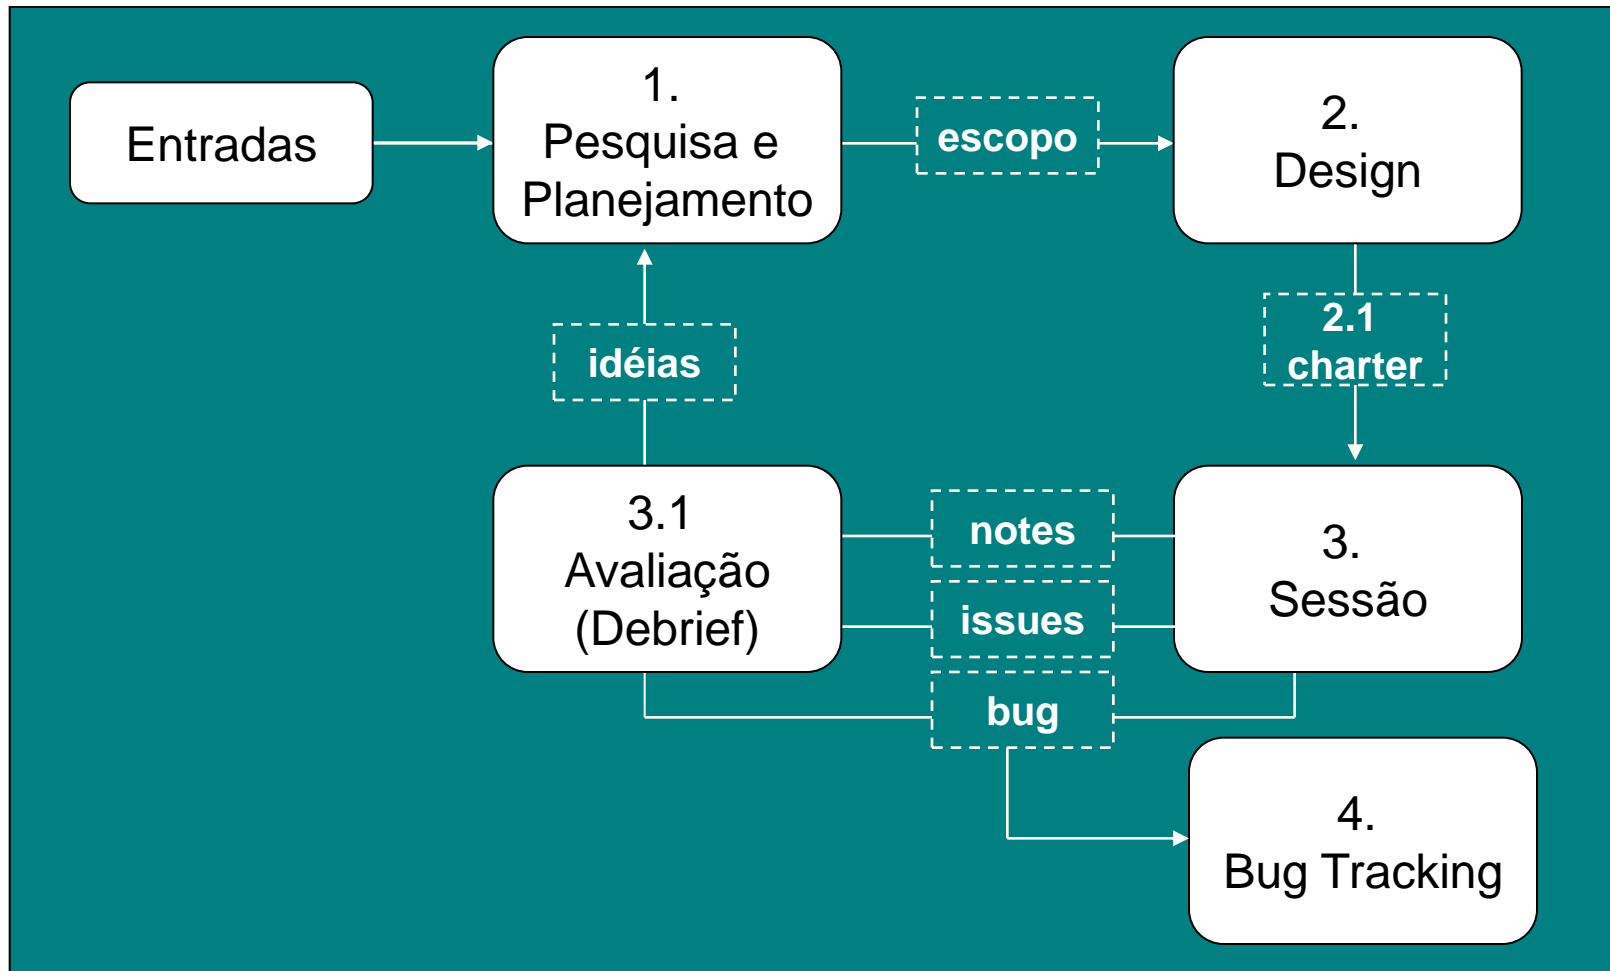 Entradas
1.
Pesquisa e
Planejamento
escopo
2.
Design
2.1
charter
idéias
3.1
Avaliação
(Debrief)
notes
issues
bug
3.
Sessão
4.
Bug Tracking